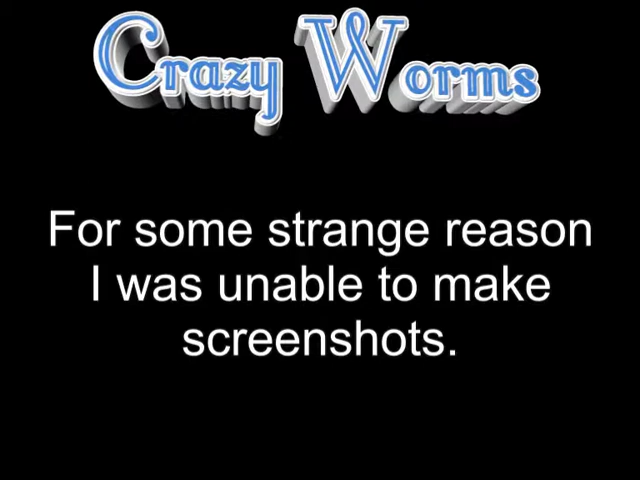 Crazy Worms
For some strange reason
I was unable to make
screenshots.